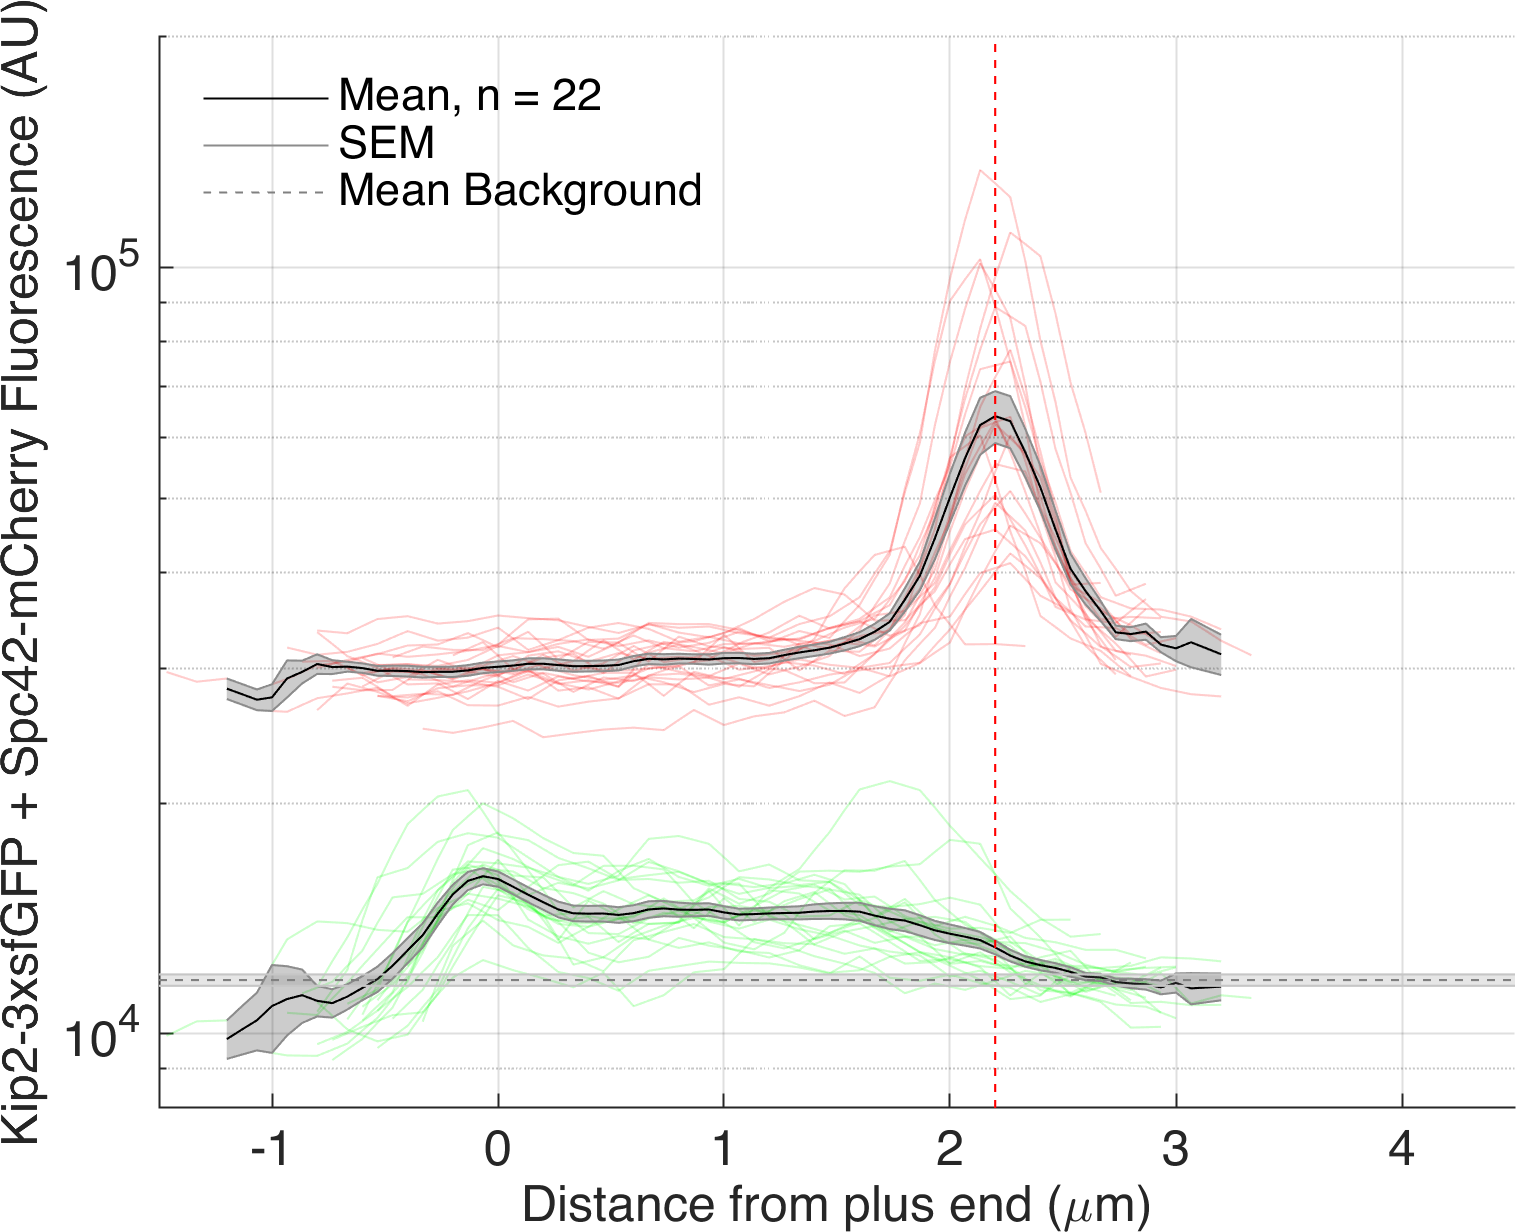 Kip2-3xsfGFP + Spc42-mCherry Fluorescence (AU)
Mean, n = 22
SEM
Mean Background
10^5
10^4
-1 0 1 2 3 4
Distance from plus end (μm)